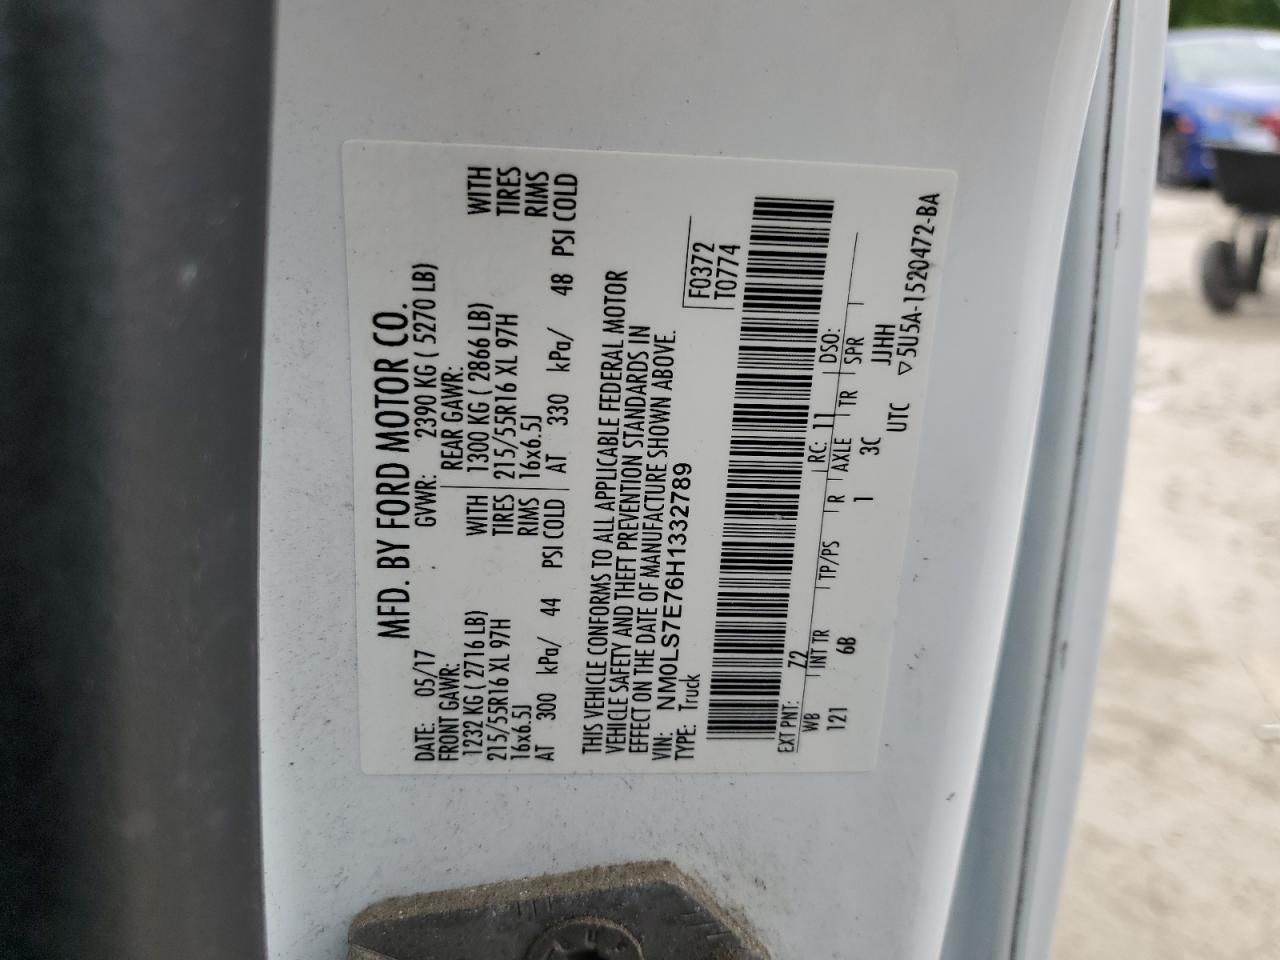 MFD. BY FORD MOTOR CO.
DATE: 05/17 GVWR: 2390 KG ( 5270 LB)
FRONT GAWR: REAR GAWR:
1232 KG ( 2716 LB) WITH 1300 KG ( 2866 LB) WITH
215/55R16 XL 97H TIRES 215/55R16 XL 97H TIRES
16x6.5J RIMS 16x6.5J RIMS
AT 300 kPa/ 44 PSI COLD AT 330 kPa/ 48 PSI COLD
THIS VEHICLE CONFORMS TO ALL APPLICABLE FEDERAL MOTOR
VEHICLE SAFETY AND THEFT PREVENTION STANDARDS IN
EFFECT ON THE DATE OF MANUFACTURE SHOWN ABOVE.
VIN: NM0LS7E76H1332789 F0372
TYPE: Truck T0774
EXT PNT: Z2 RC: 11 DSO:
WB INT TR TP/PS R AXLE TR SPR
121 6B 1 3C JJHH
UTC ▽5U5A-1520472-BA